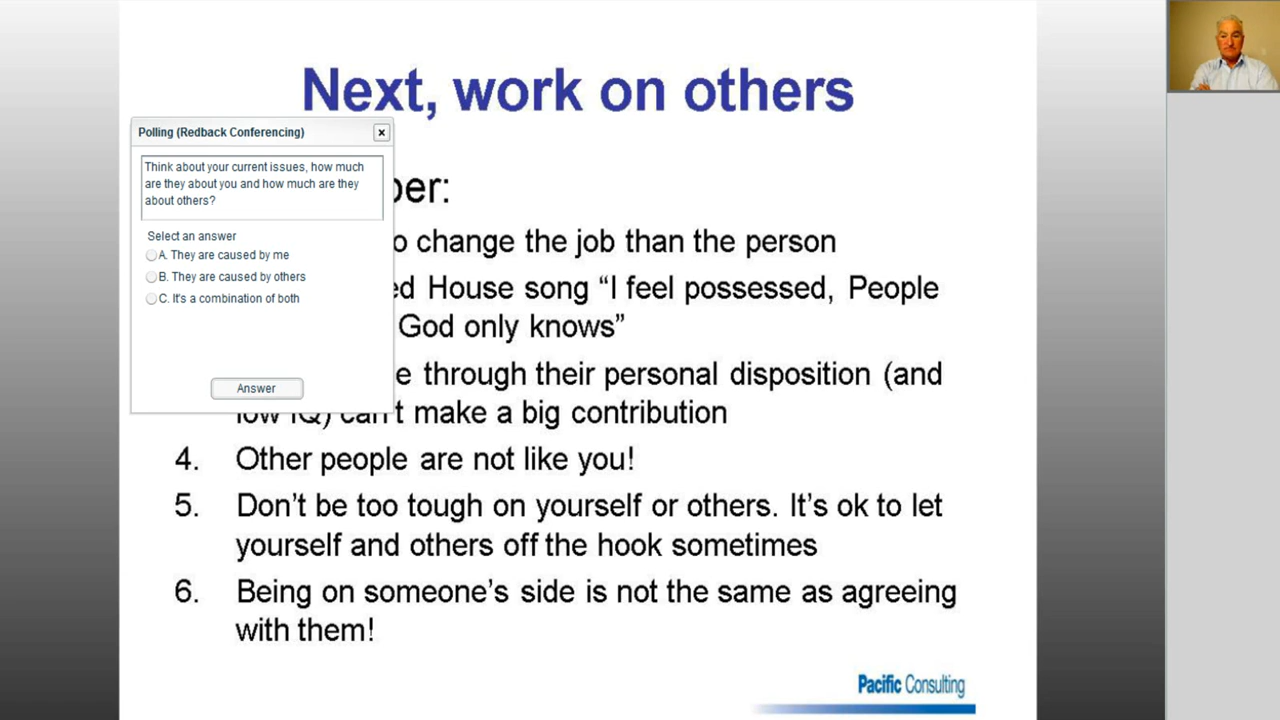 Next, work on others
Polling (Redback Conferencing)
Think about your current issues, how much
are they about you and how much are they
about others?
Select an answer
A. They are caused by me
B. They are caused by others
C. It's a combination of both
Answer
change the job than the person
House song “I feel possessed, People
God only knows”
through their personal disposition (and
low IQ) can't make a big contribution
4. Other people are not like you!
5. Don’t be too tough on yourself or others. It’s ok to let
yourself and others off the hook sometimes
6. Being on someone’s side is not the same as agreeing
with them!
Pacific Consulting